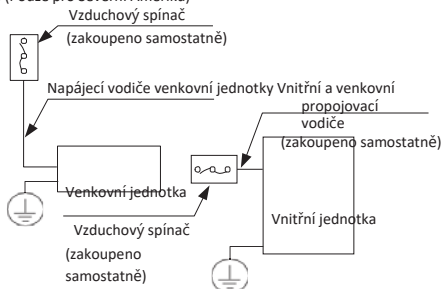 (Pouze pro Severní Ameriku)
Vzduchový spínač
(zakoupeno samostatně)
Napájecí vodiče venkovní jednotky Vnitřní a venkovní
propojovací
vodiče
(zakoupeno samostatně)
Venkovní jednotka
Vzduchový spínač
(zakoupeno
samostatně)
Vnitřní jednotka